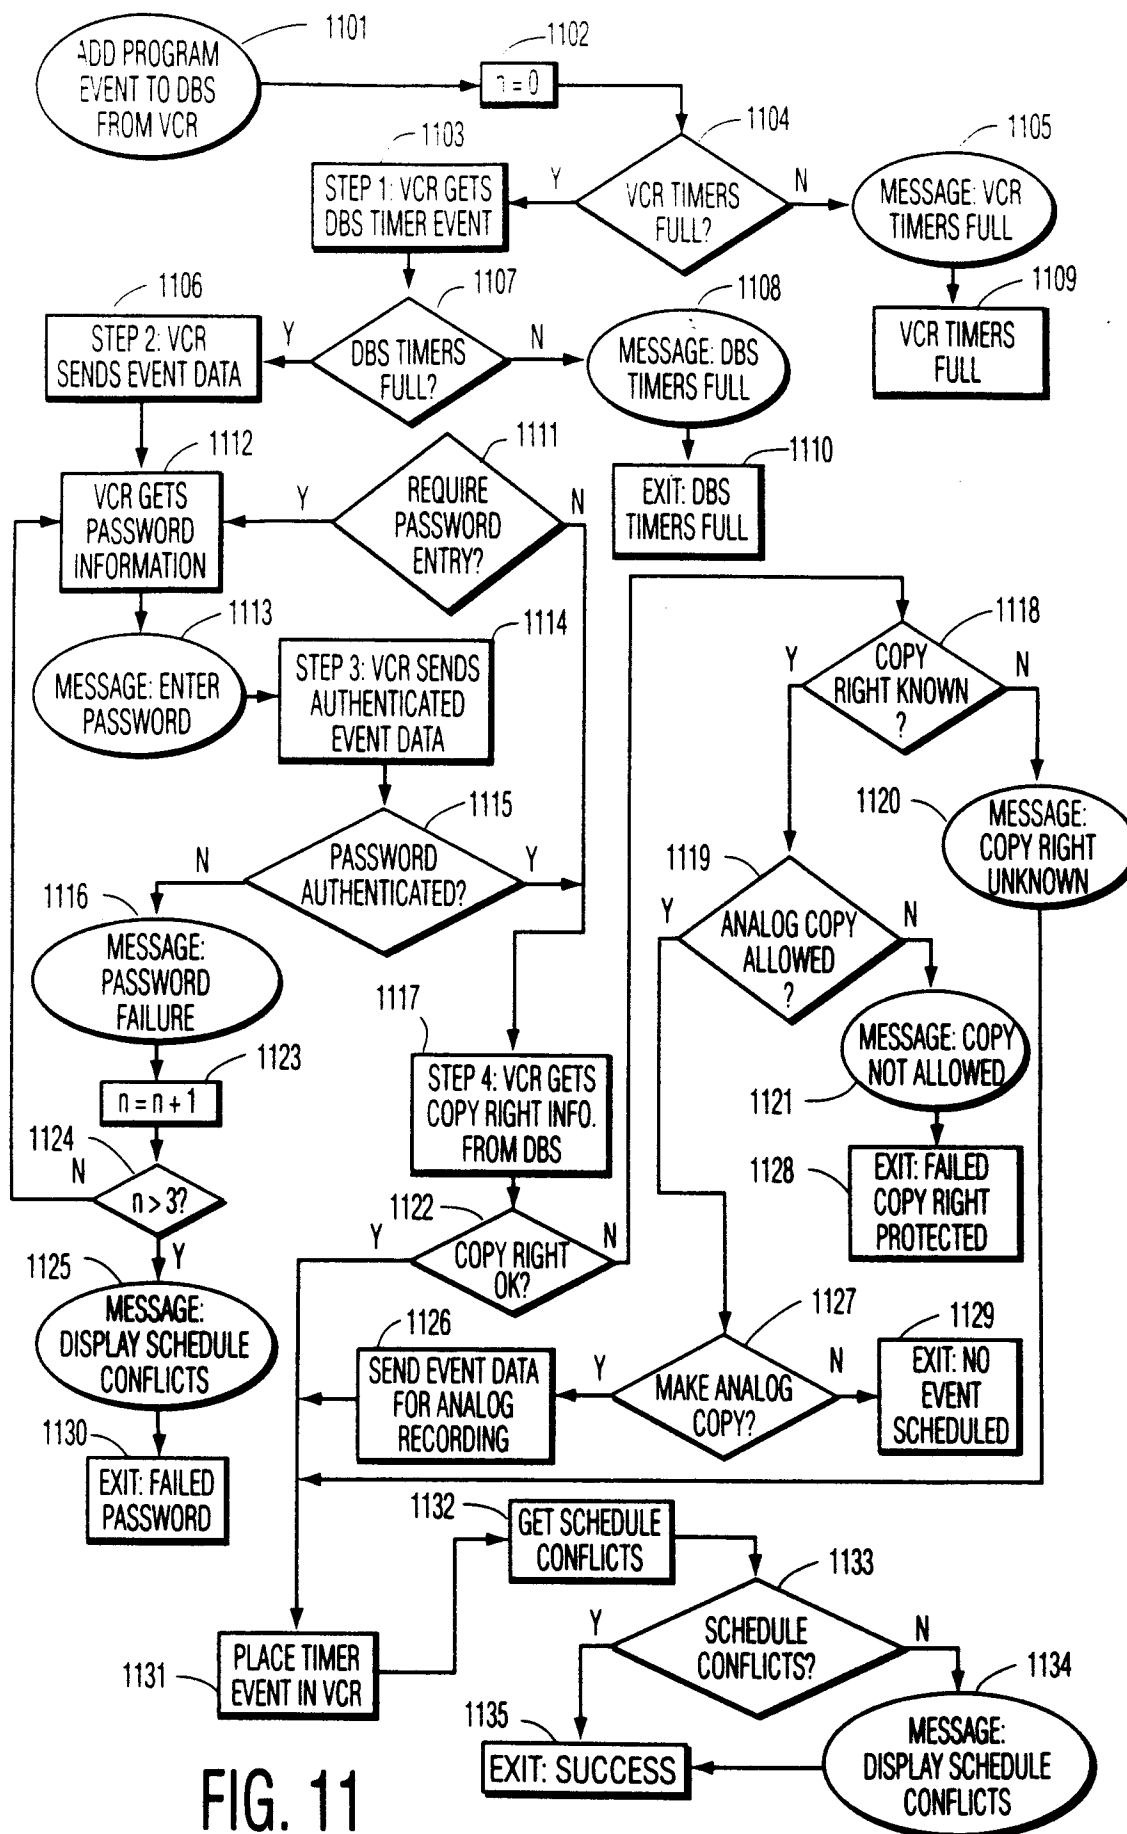 1101
ADD PROGRAM
EVENT TO DBS
FROM VCR
1102
n = 0
1103
STEP 1: VCR GETS
DBS TIMER EVENT
Y
1104
VCR TIMERS
FULL?
N
1105
MESSAGE: VCR
TIMERS FULL
1106
STEP 2: VCR
SENDS EVENT DATA
Y
1107
DBS TIMERS
FULL?
N
1108
MESSAGE: DBS
TIMERS FULL
1109
VCR TIMERS
FULL
1110
EXIT: DBS
TIMERS FULL
1112
VCR GETS
PASSWORD
INFORMATION
Y
1111
REQUIRE
PASSWORD
ENTRY?
N
1113
MESSAGE: ENTER
PASSWORD
1114
STEP 3: VCR SENDS
AUTHENTICATED
EVENT DATA
1118
Y
COPY
RIGHT KNOWN
?
N
1115
N
PASSWORD
AUTHENTICATED?
Y
1120
MESSAGE:
COPY RIGHT
UNKNOWN
1116
MESSAGE:
PASSWORD
FAILURE
1119
Y
ANALOG COPY
ALLOWED
?
N
1117
STEP 4: VCR GETS
COPY RIGHT INFO.
FROM DBS
1121
MESSAGE: COPY
NOT ALLOWED
1123
n = n + 1
1124
N
n > 3?
Y
1128
EXIT: FAILED
COPY RIGHT
PROTECTED
1122
Y
COPY RIGHT
OK?
N
1125
MESSAGE:
DISPLAY SCHEDULE
CONFLICTS
1126
SEND EVENT DATA
FOR ANALOG
RECORDING
Y
1127
MAKE ANALOG
COPY?
N
1129
EXIT: NO
EVENT
SCHEDULED
1130
EXIT: FAILED
PASSWORD
1132
GET SCHEDULE
CONFLICTS
1133
Y
SCHEDULE
CONFLICTS?
N
1131
PLACE TIMER
EVENT IN VCR
1134
MESSAGE:
DISPLAY SCHEDULE
CONFLICTS
1135
EXIT: SUCCESS
FIG. 11